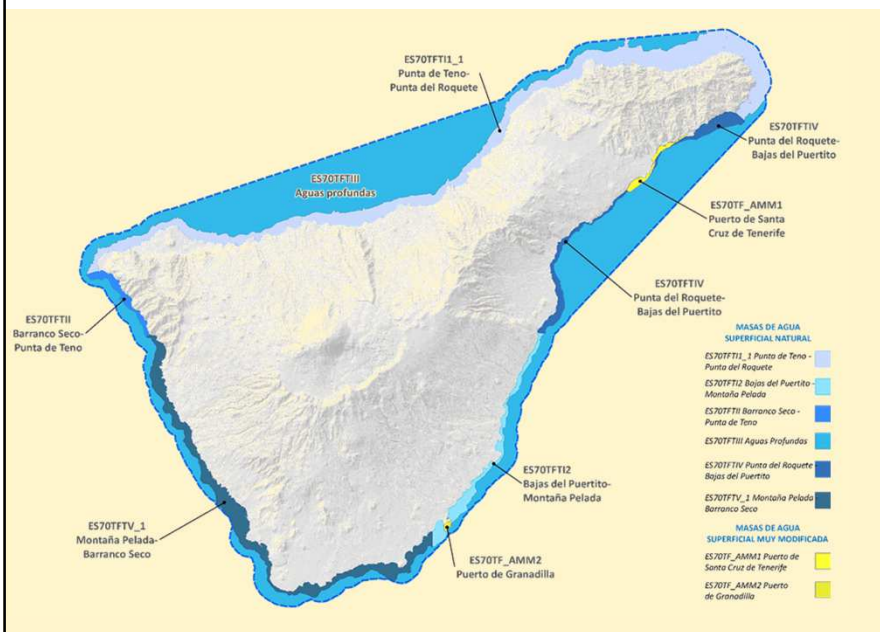 ES70TFTI1_1
Punta de Teno-
Punta del Roquete
ES70TFTIV
Punta del Roquete-
Bajas del Puertito
ES70TFTIII
Aguas profundas
ES70TF_AMM1
Puerto de Santa
Cruz de Tenerife
ES70TFTIV
Punta del Roquete-
Bajas del Puertito
ES70TFTII
Barranco Seco-
Punta de Teno
ES70TFTI2
Bajas del Puertito-
Montaña Pelada
ES70TFTV_1
Montaña Pelada-
Barranco Seco
ES70TF_AMM2
Puerto de Granadilla
MASAS DE AGUA
SUPERFICIAL NATURAL
ES70TFTI1_1 Punta de Teno -
Punta del Roquete
ES70TFTI2 Bajas del Puertito -
Montaña Pelada
ES70TFTII Barranco Seco -
Punta de Teno
ES70TFTIII Aguas Profundas
ES70TFTIV Punta del Roquete -
Bajas del Puertito
ES70TFTV_1 Montaña Pelada -
Barranco Seco
MASAS DE AGUA
SUPERFICIAL MUY MODIFICADA
ES70TF_AMM1 Puerto de
Santa Cruz de Tenerife
ES70TF_AMM2 Puerto
de Granadilla